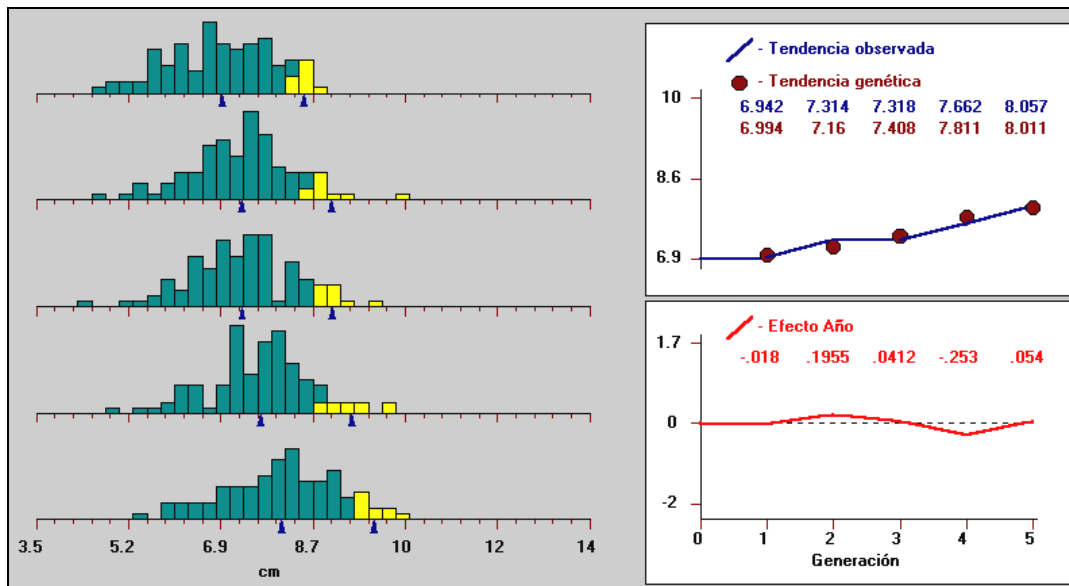 3.5 5.2 6.9 8.7 10 12 14
cm
- Tendencia observada
- Tendencia genética
10
6.942 7.314 7.318 7.662 8.057
6.994 7.16 7.408 7.811 8.011
8.6
6.9
- Efecto Año
1.7
-.018 .1955 .0412 -.253 .054
0
-2
0 1 2 3 4 5
Generación